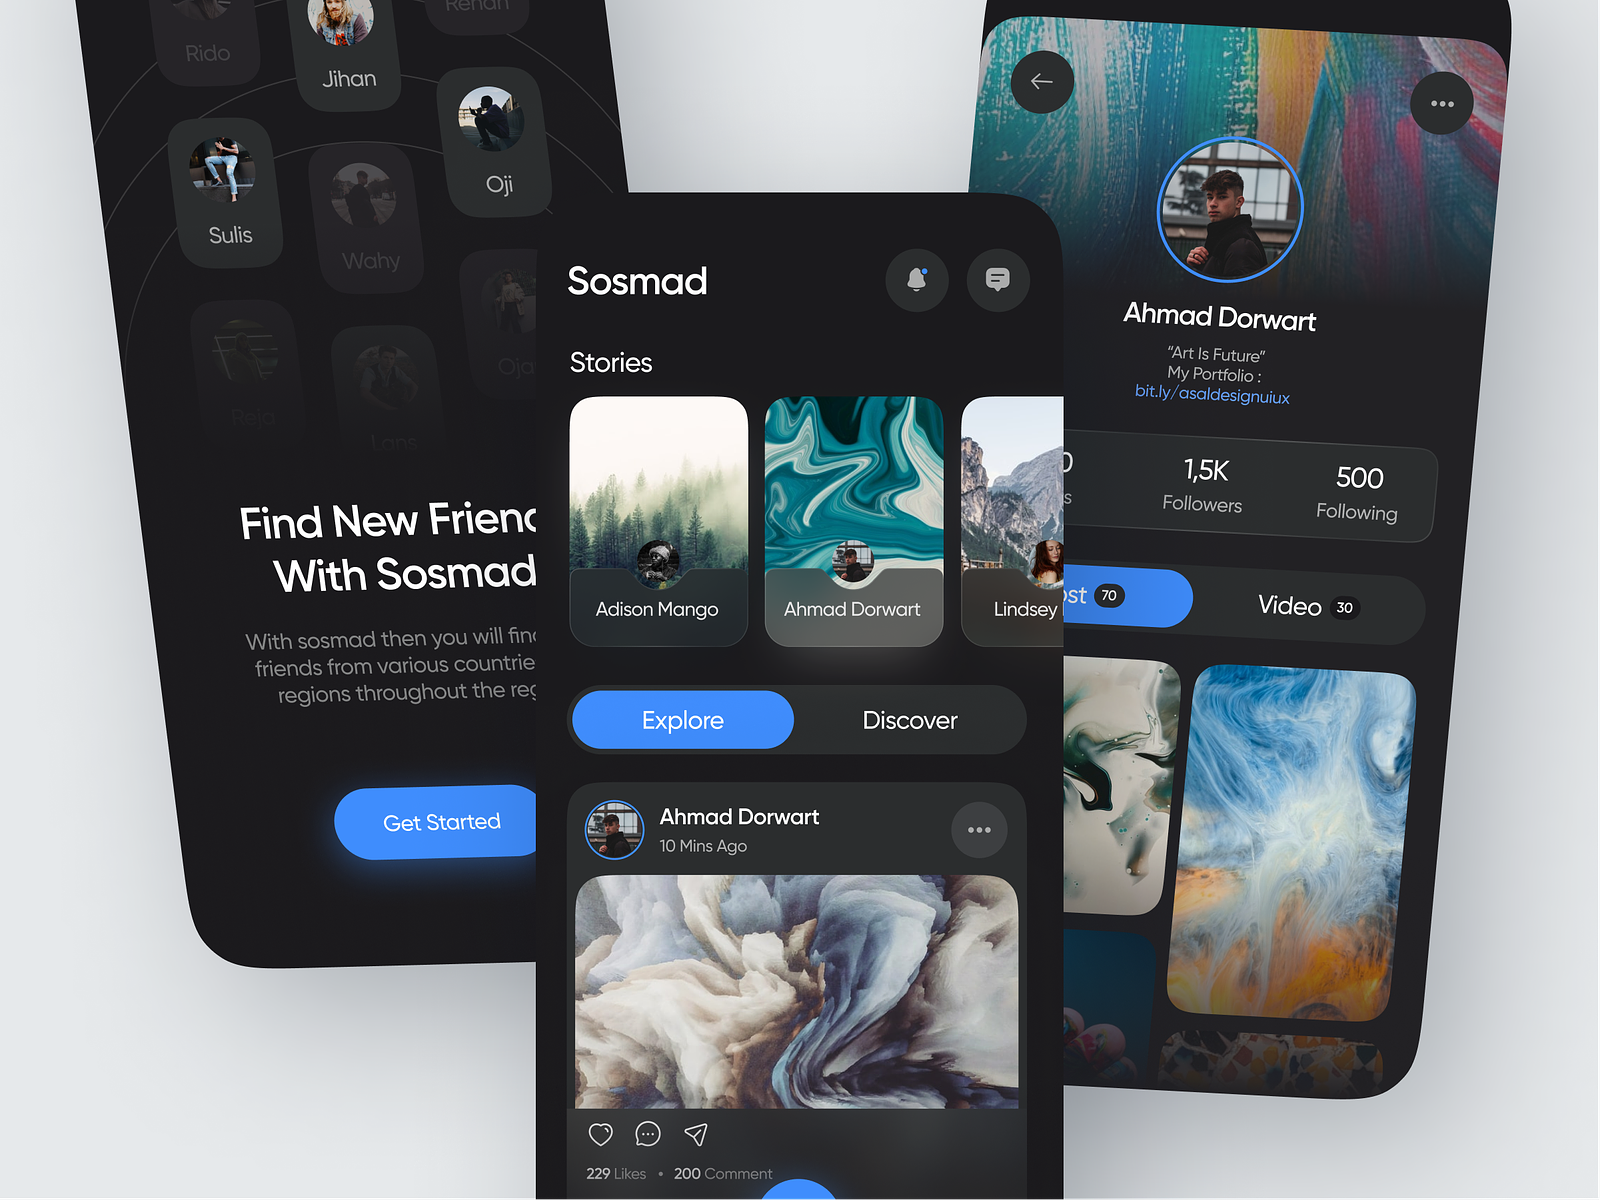 Rido
Jihan
Renan
Sulis
Wahy
Oji
Reja
Lans
Oja
Find New Frien
With Sosmad
With sosmad then you will find
friends from various countrie
regions throughout the reg
Get Started
Sosmad
Stories
Adison Mango
Ahmad Dorwart
Lindsey
Explore
Discover
Ahmad Dorwart
10 Mins Ago
229 Likes • 200 Comment
Ahmad Dorwart
“Art Is Future”
My Portfolio :
bit.ly/asaldesignuiux
0
s
1,5K
Followers
500
Following
ost 70
Video 30